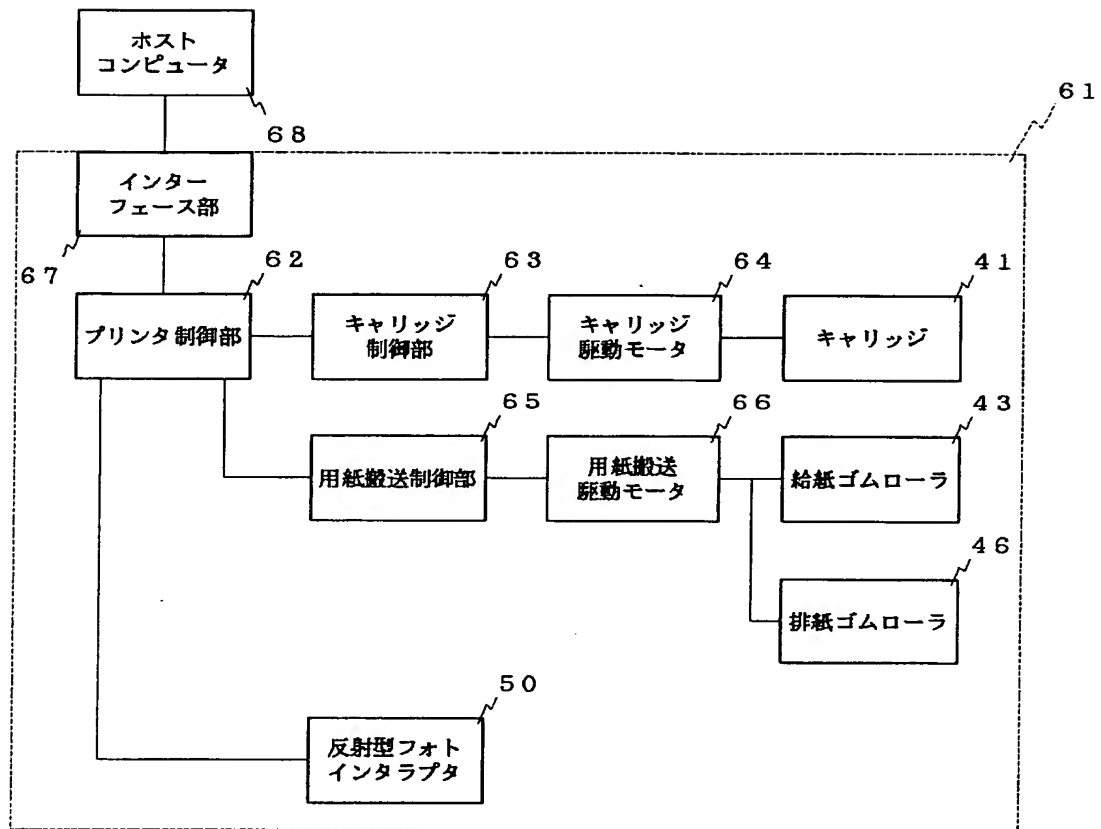 ホスト
コンピュータ
68
61
インター
フェース部
67
62
63
64
41
プリンタ制御部
キャリッジ
制御部
キャリッジ
駆動モータ
キャリッジ
65
66
43
用紙搬送制御部
用紙搬送
駆動モータ
給紙ゴムローラ
46
排紙ゴムローラ
50
反射型フォト
インタラプタ